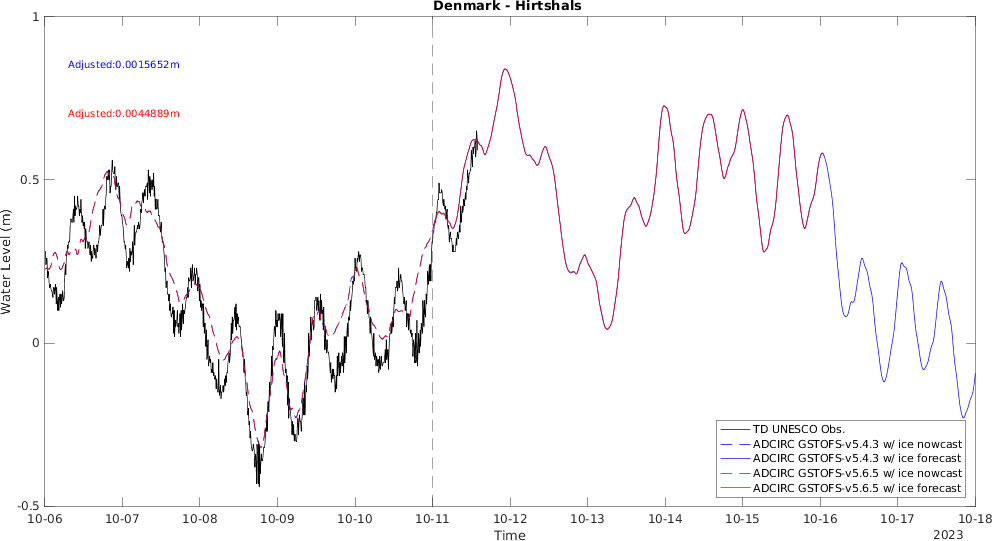 Denmark - Hirtshals
Adjusted:0.0015652m
Adjusted:0.0044889m
Water Level (m)
1
0.5
0
-0.5
TD UNESCO Obs.
ADCIRC GSTOFS-v5.4.3 w/ ice nowcast
ADCIRC GSTOFS-v5.4.3 w/ ice forecast
ADCIRC GSTOFS-v5.6.5 w/ ice nowcast
ADCIRC GSTOFS-v5.6.5 w/ ice forecast
10-06 10-07 10-08 10-09 10-10 10-11 10-12 10-13 10-14 10-15 10-16 10-17 10-18
Time
2023